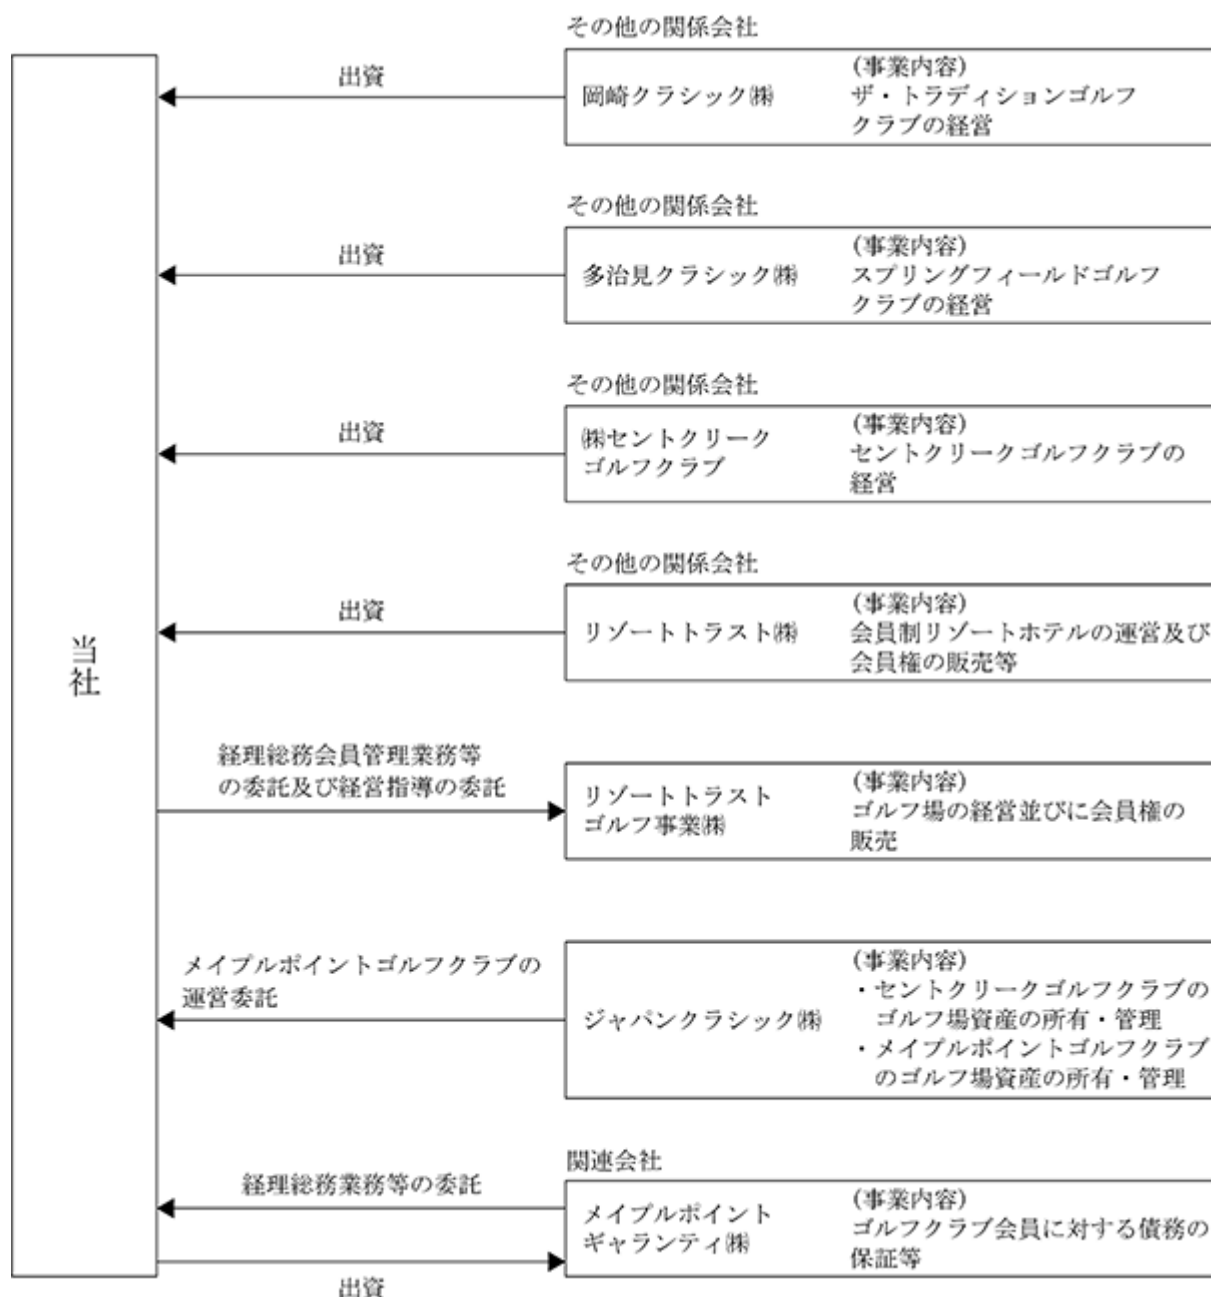 その他の関係会社
出資
岡崎クラシック㈱
(事業内容)
ザ・トラディションゴルフ
クラブの経営
その他の関係会社
出資
多治見クラシック㈱
(事業内容)
スプリングフィールドゴルフ
クラブの経営
その他の関係会社
出資
㈱セントクリーク
ゴルフクラブ
(事業内容)
セントクリークゴルフクラブの
経営
その他の関係会社
出資
リゾートトラスト㈱
(事業内容)
会員制リゾートホテルの運営及び
会員権の販売等
当社
経理総務会員管理業務等
の委託及び経営指導の委託
リゾートトラスト
ゴルフ事業㈱
(事業内容)
ゴルフ場の経営並びに会員権の
販売
メイプルポイントゴルフクラブの
運営委託
ジャパンクラシック㈱
(事業内容)
・セントクリークゴルフクラブの
ゴルフ場資産の所有・管理
・メイプルポイントゴルフクラブ
のゴルフ場資産の所有・管理
関連会社
経理総務業務等の委託
メイプルポイント
ギャランティ㈱
(事業内容)
ゴルフクラブ会員に対する債務の
保証等
出資